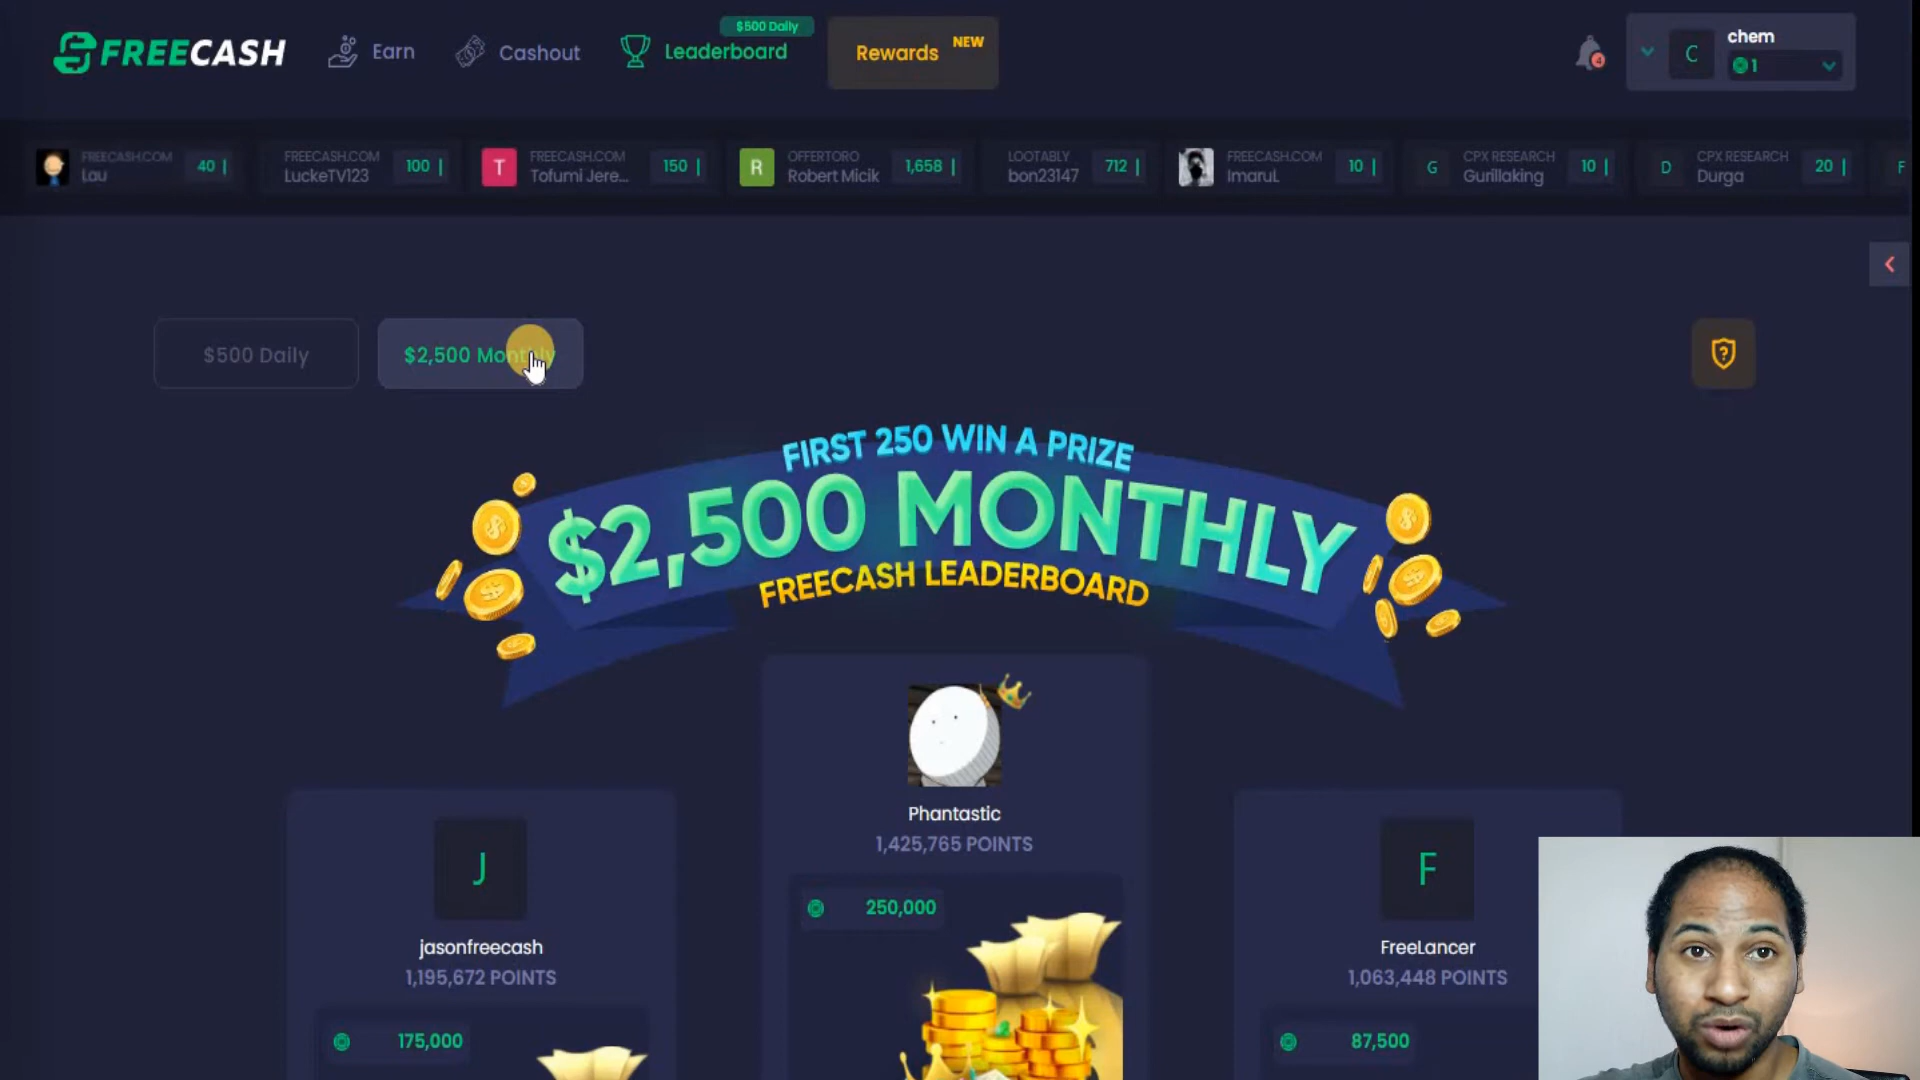 FREECASH
Earn
Cashout
$500 Daily
Leaderboard
Rewards
NEW
4
C
chem
1
FREECASH.COM
Lau
40
FREECASH.COM
LuckeTV123
100
T
FREECASH.COM
Tofumi Jere...
150
R
OFFERTORO
Robert Micik
1,658
LOOTABLY
bon23147
712
FREECASH.COM
ImaruL
10
G
CPX RESEARCH
Gurillaking
10
D
CPX RESEARCH
Durga
20
F
$500 Daily
$2,500 Monthly
FIRST 250 WIN A PRIZE
$2,500 MONTHLY
FREECASH LEADERBOARD
Phantastic
1,425,765 POINTS
250,000
J
jasonfreecash
1,195,672 POINTS
175,000
F
FreeLancer
1,063,448 POINTS
87,500